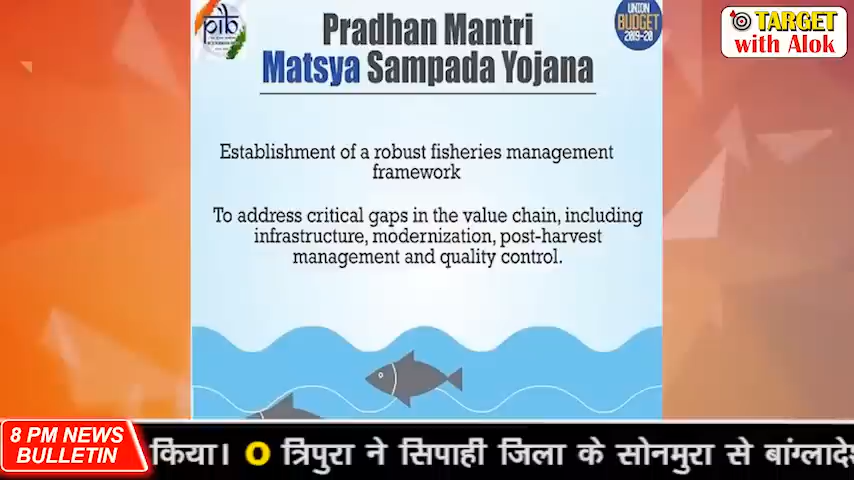 pib
UNION
BUDGET
2019-20
TARGET
with Alok
Pradhan Mantri
Matsya Sampada Yojana
Establishment of a robust fisheries management
framework
To address critical gaps in the value chain, including
infrastructure, modernization, post-harvest
management and quality control.
8 PM NEWS
BULLETIN
किया। O त्रिपुरा ने सिपाही जिला के सोनमुरा से बांग्लादेश